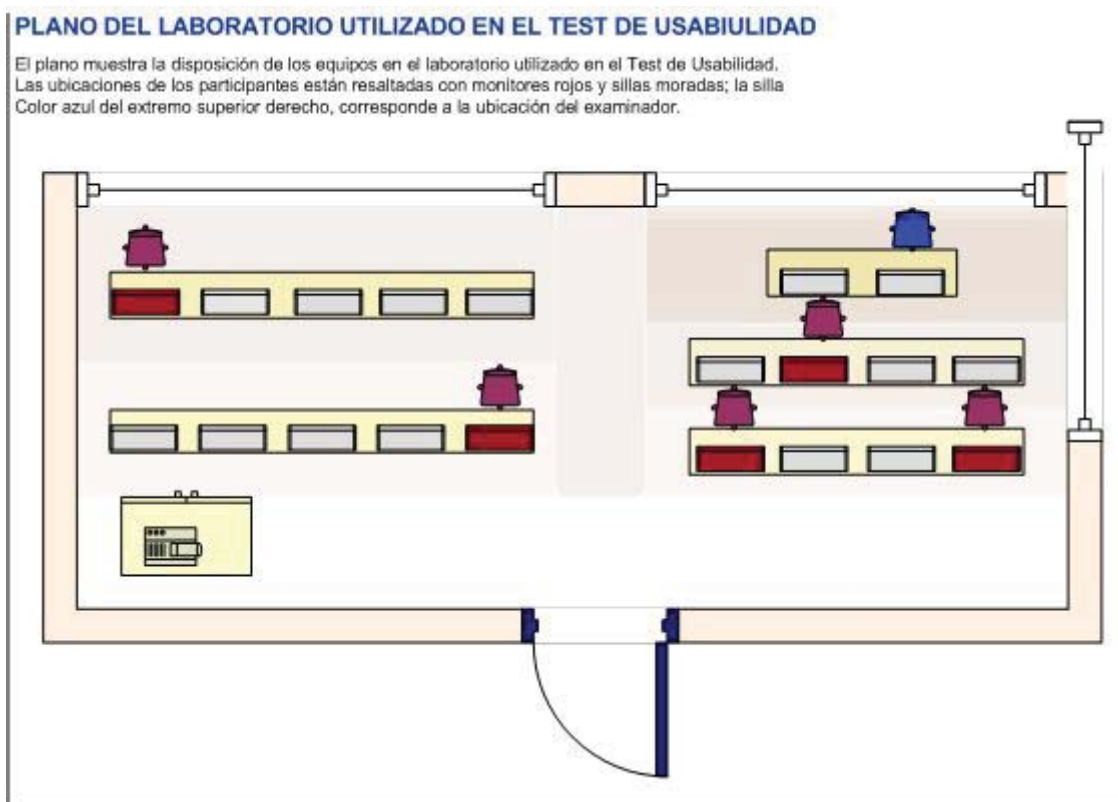 PLANO DEL LABORATORIO UTILIZADO EN EL TEST DE USABIULIDAD
El plano muestra la disposición de los equipos en el laboratorio utilizado en el Test de Usabilidad.
Las ubicaciones de los participantes están resaltadas con monitores rojos y sillas moradas; la silla
Color azul del extremo superior derecho, corresponde a la ubicación del examinador.